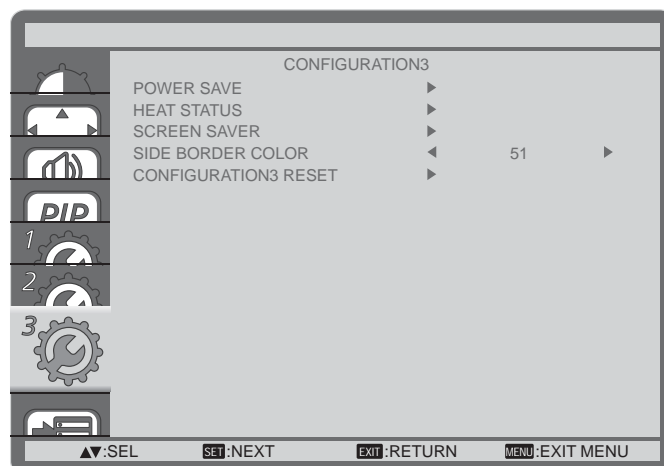 CONFIGURATION3
POWER SAVE ▶
HEAT STATUS ▶
SCREEN SAVER ▶
SIDE BORDER COLOR ◀ 51 ▶
CONFIGURATION3 RESET ▶
PIP
1
2
3
▲▼:SEL SET:NEXT EXIT:RETURN MENU:EXIT MENU